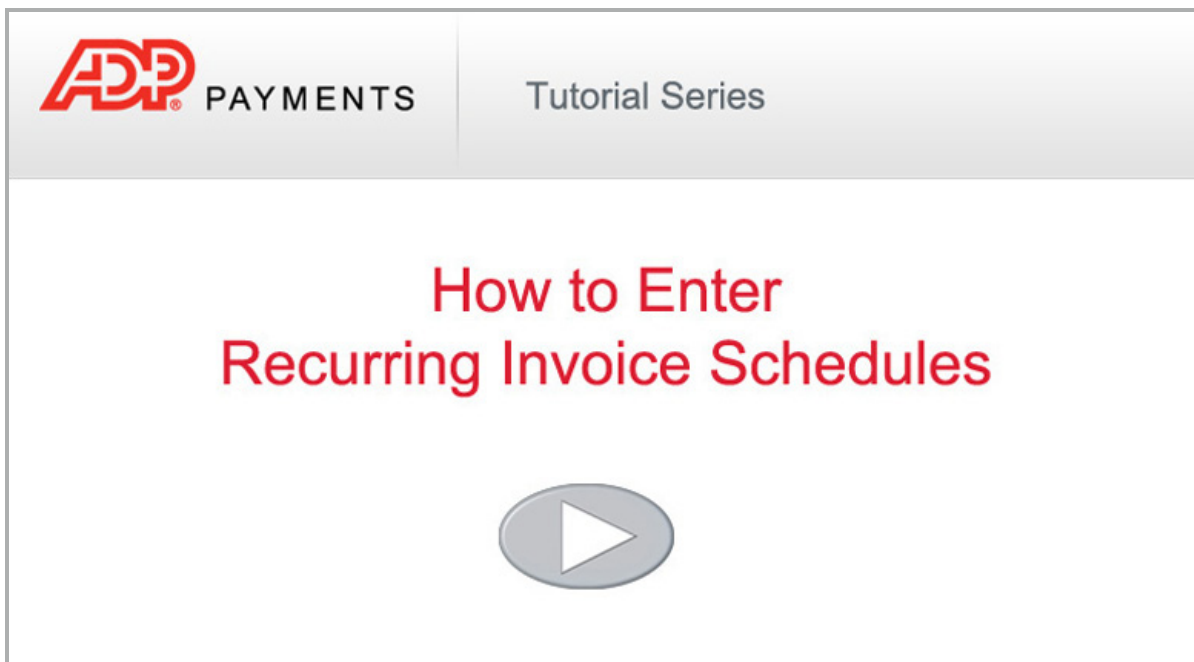 ADP® PAYMENTS
Tutorial Series
How to Enter
Recurring Invoice Schedules